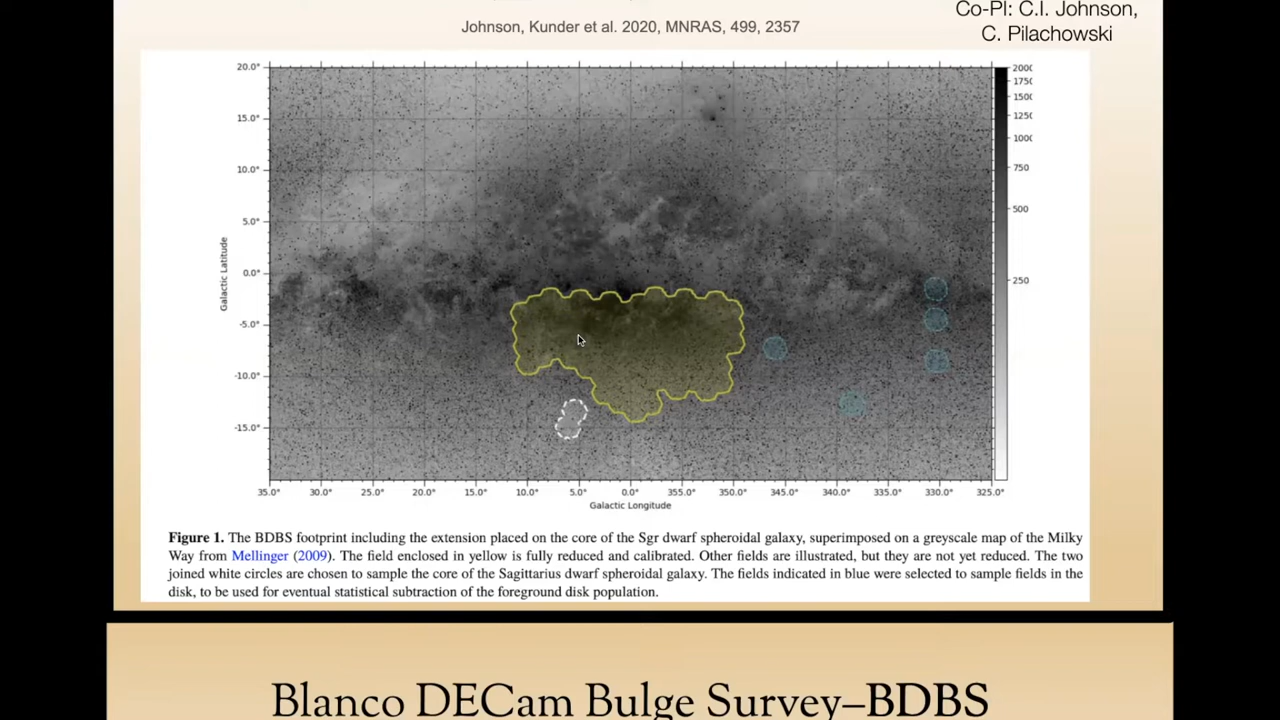 Johnson, Kunder et al. 2020, MNRAS, 499, 2357
Co-PI: C.I. Johnson,
C. Pilachowski
20.0°
15.0°
10.0°
5.0°
0.0°
-5.0°
-10.0°
-15.0°
Galactic Latitude
35.0°
30.0°
25.0°
20.0°
15.0°
10.0°
5.0°
0.0°
355.0°
350.0°
345.0°
340.0°
335.0°
330.0°
325.0°
Galactic Longitude
1000
750
500
250
Figure 1. The BDBS footprint including the extension placed on the core of the Sgr dwarf spheroidal galaxy, superimposed on a greyscale map of the Milky
Way from Mellinger (2009). The field enclosed in yellow is fully reduced and calibrated. Other fields are illustrated, but they are not yet reduced. The two
joined white circles are chosen to sample the core of the Sagittarius dwarf spheroidal galaxy. The fields indicated in blue were selected to sample fields in the
disk, to be used for eventual statistical subtraction of the foreground disk population.
Blanco DECam Bulge Survey–BDBS